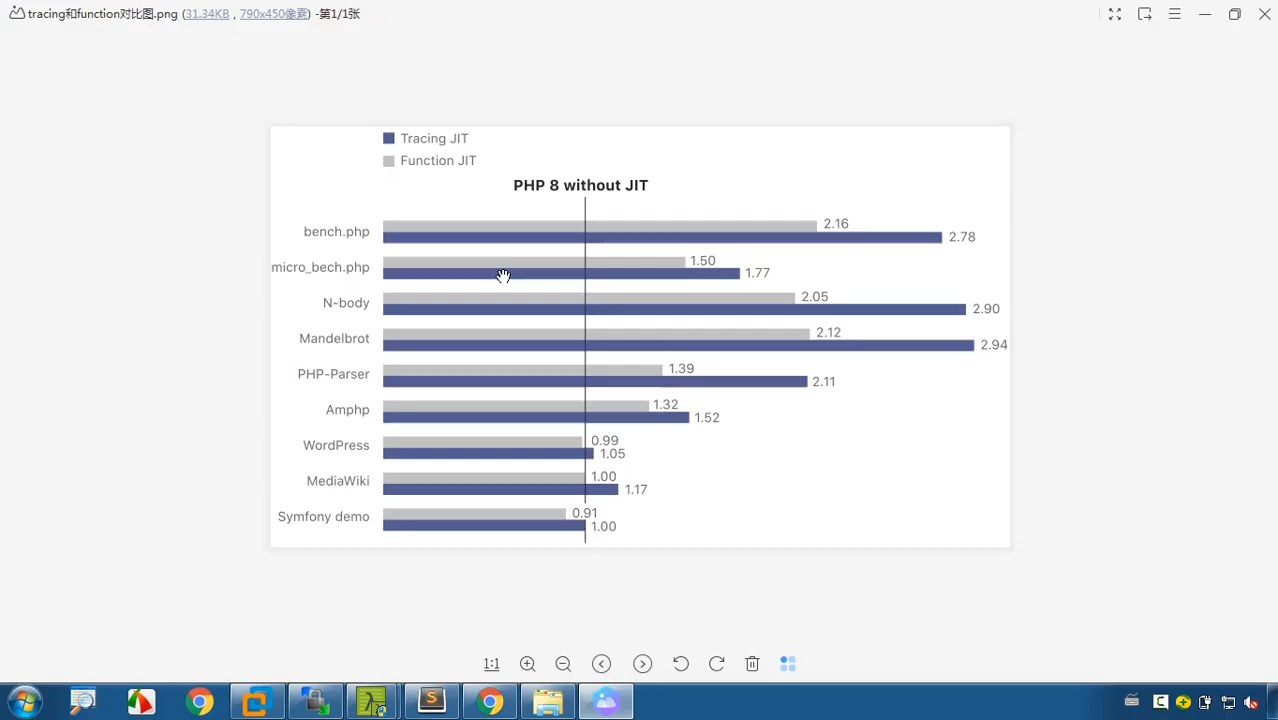 tracing和function对比图.png (31.34KB , 790x450像素) -第1/1张
Tracing JIT
Function JIT
PHP 8 without JIT
bench.php
2.16
2.78
micro_bech.php
1.50
1.77
N-body
2.05
2.90
Mandelbrot
2.12
2.94
PHP-Parser
1.39
2.11
Amphp
1.32
1.52
WordPress
0.99
1.05
MediaWiki
1.00
1.17
Symfony demo
0.91
1.00
1:1